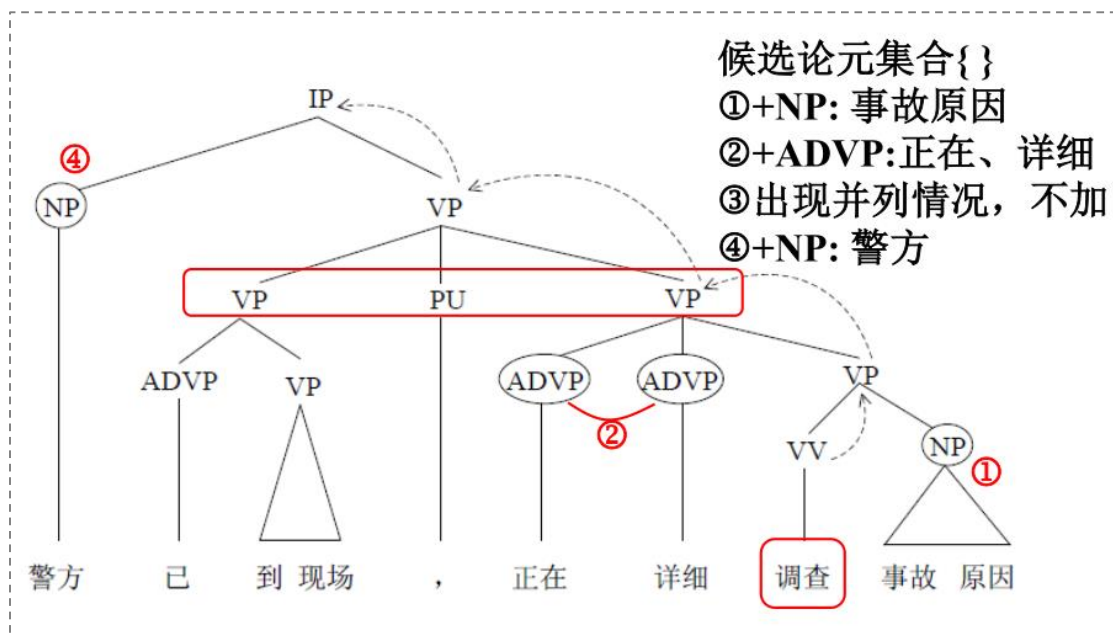 候选论元集合{ }
①+NP: 事故原因
②+ADVP:正在、详细
③出现并列情况，不加
④+NP: 警方
IP
④
NP VP
VP PU VP
ADVP VP ADVP ADVP VP
②
VV NP
①
警方 已 到 现场 ， 正在 详细 调查 事故 原因